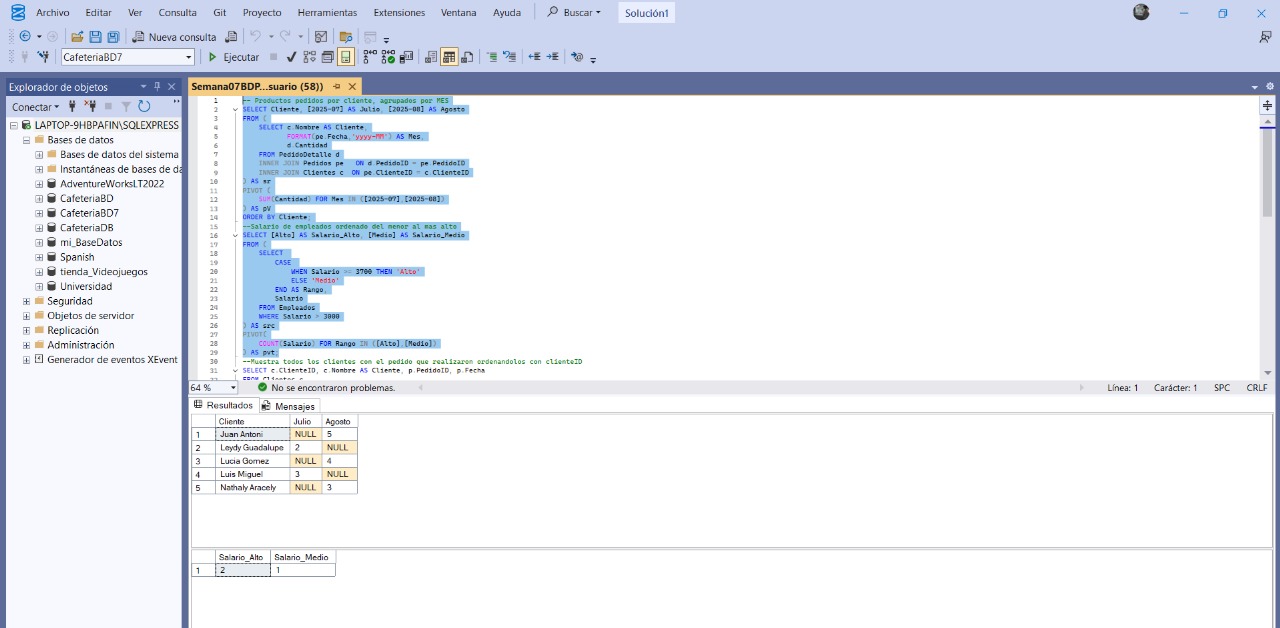 Archivo Editar Ver Consulta Git Proyecto Herramientas Extensiones Ventana Ayuda Buscar Solución1
Nueva consulta
CafeteriaBD7 Ejecutar
Explorador de objetos
Conectar
LAPTOP-9HBPAFIN\SQLEXPRESS
Bases de datos
Bases de datos del sistema
Instantáneas de bases de da
AdventureWorksLT2022
CafeteriaBD
CafeteriaBD7
CafeteriaDB
mi_BaseDatos
Spanish
tienda_Videojuegos
Universidad
Seguridad
Objetos de servidor
Replicación
Administración
Generador de eventos XEvent
Semana07BDP...suario (58))
1 -- Productos pedidos por cliente, agrupados por MES
2 SELECT Cliente, [2025-07] AS Julio, [2025-08] AS Agosto
3 FROM (
4 SELECT c.Nombre AS Cliente,
5 FORMAT(pe.Fecha,'yyyy-MM') AS Mes,
6 d.Cantidad
7 FROM PedidoDetalle d
8 INNER JOIN Pedidos pe ON d.PedidoID = pe.PedidoID
9 INNER JOIN Clientes c ON pe.ClienteID = c.ClienteID
10 ) AS sr
11 PIVOT (
12 SUM(Cantidad) FOR Mes IN ([2025-07],[2025-08])
13 ) AS pV
14 ORDER BY Cliente;
15 --Salario de empleados ordenado del menor al mas alto
16 SELECT [Alto] AS Salario_Alto, [Medio] AS Salario_Medio
17 FROM (
18 SELECT
19 CASE
20 WHEN Salario >= 3700 THEN 'Alto'
21 ELSE 'Medio'
22 END AS Rango,
23 Salario
24 FROM Empleados
25 WHERE Salario > 3000
26 ) AS src
27 PIVOT(
28 COUNT(Salario) FOR Rango IN ([Alto],[Medio])
29 ) AS pvt;
30 --Muestra todos los clientes con el pedido que realizaron ordenandolos con clienteID
31 SELECT c.ClienteID, c.Nombre AS Cliente, p.PedidoID, p.Fecha
FROM Clientes c
64 % No se encontraron problemas. Línea: 1 Carácter: 1 SPC CRLF
Resultados Mensajes
Cliente Julio Agosto
1 Juan Antoni NULL 5
2 Leydy Guadalupe 2 NULL
3 Lucia Gomez NULL 4
4 Luis Miguel 3 NULL
5 Nathaly Aracely NULL 3
Salario_Alto Salario_Medio
1 2 1